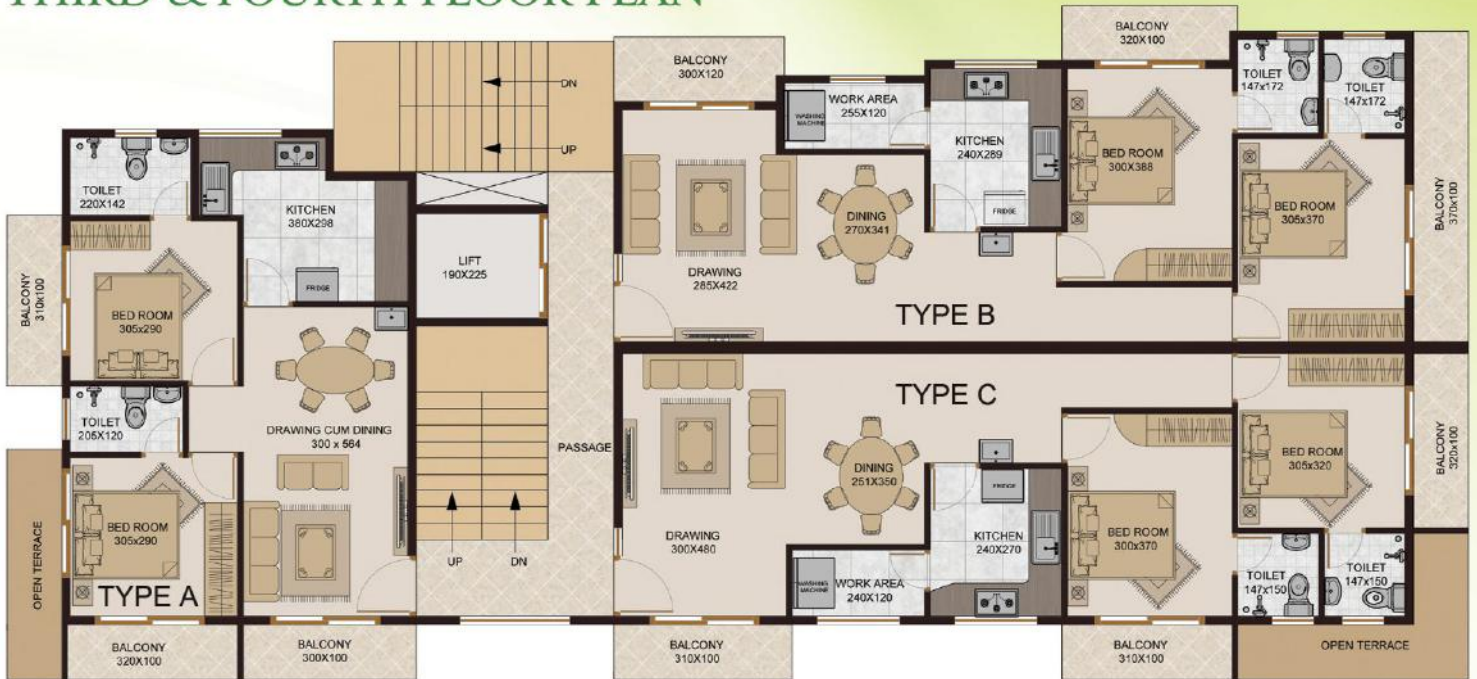 THIRD & FOURTH FLOOR PLAN
BALCONY
320X100
BALCONY
300X120
DN
UP
TOILET
147x172
TOILET
147x172
WORK AREA
255X120
WASHING
MACHINE
KITCHEN
240X289
FRIDGE
BED ROOM
300X388
BED ROOM
305X370
BALCONY
370x100
TOILET
220X142
KITCHEN
380X298
FRIDGE
LIFT
190X225
DINING
270X341
DRAWING
285X422
TYPE B
BALCONY
310x100
BED ROOM
305x290
TOILET
205X120
DRAWING CUM DINING
300 x 564
PASSAGE
TYPE C
DINING
251X350
DRAWING
300X480
FRIDGE
KITCHEN
240X270
WASHING
MACHINE
WORK AREA
240X120
BED ROOM
300x370
BED ROOM
305x320
BALCONY
320x100
TOILET
147x150
TOILET
147x150
OPEN TERRACE
BED ROOM
305x290
TYPE A
UP
DN
BALCONY
320X100
BALCONY
300X100
BALCONY
310X100
BALCONY
310X100
OPEN TERRACE